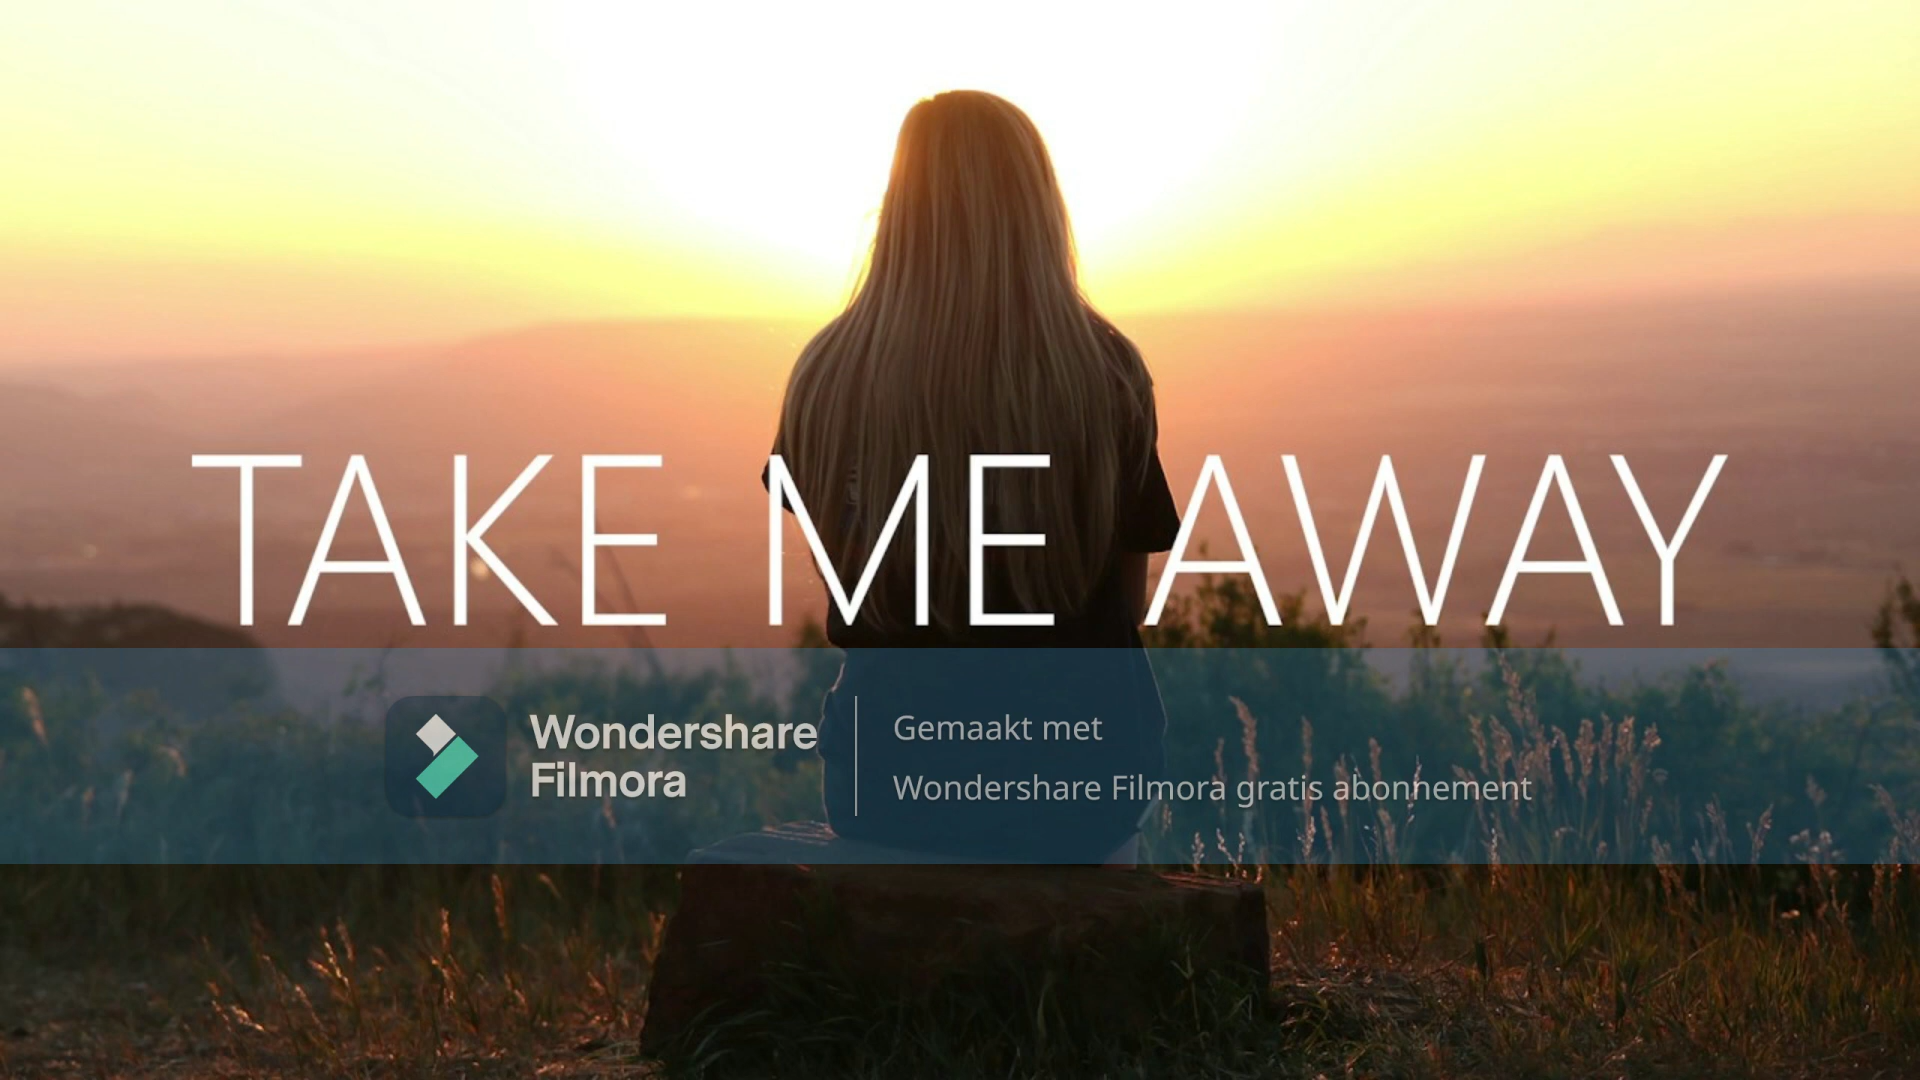 TAKE ME AWAY
Wondershare
Filmora
Gemaakt met
Wondershare Filmora gratis abonnement